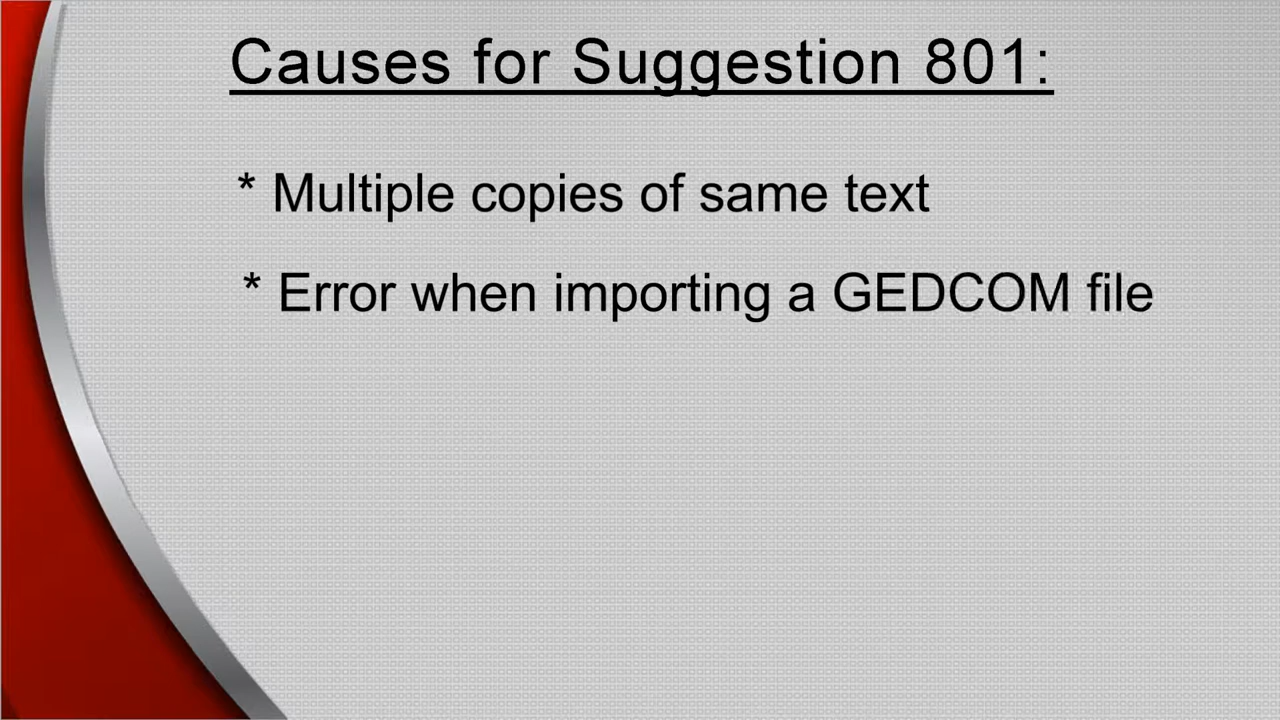 Causes for Suggestion 801:
* Multiple copies of same text
* Error when importing a GEDCOM file